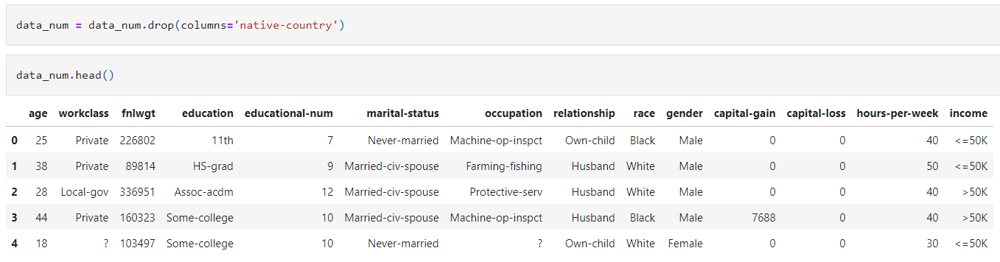 data_num = data_num.drop(columns='native-country')
data_num.head()
age workclass fnlwgt education educational-num marital-status occupation relationship race gender capital-gain capital-loss hours-per-week income
0 25 Private 226802 11th 7 Never-married Machine-op-inspct Own-child Black Male 0 0 40 <=50K
1 38 Private 89814 HS-grad 9 Married-civ-spouse Farming-fishing Husband White Male 0 0 50 <=50K
2 28 Local-gov 336951 Assoc-acdm 12 Married-civ-spouse Protective-serv Husband White Male 0 0 40 >50K
3 44 Private 160323 Some-college 10 Married-civ-spouse Machine-op-inspct Husband Black Male 7688 0 40 >50K
4 18 ? 103497 Some-college 10 Never-married ? Own-child White Female 0 0 30 <=50K